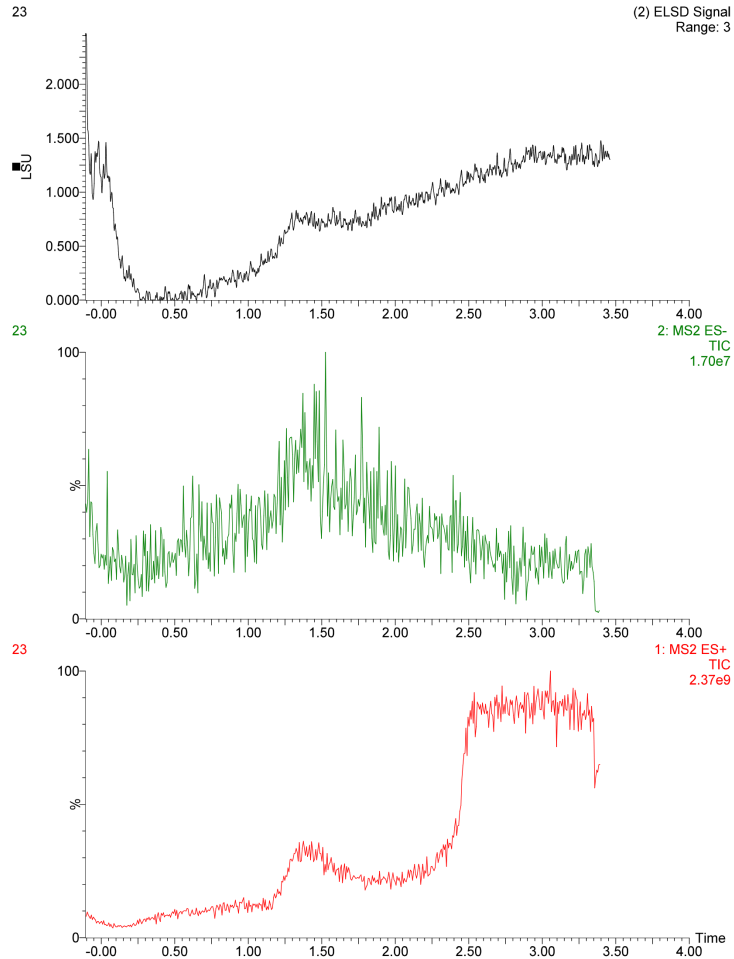 23
(2) ELSD Signal
Range: 3
LSU
2.000
1.500
1.000
0.500
0.000
-0.00 0.50 1.00 1.50 2.00 2.50 3.00 3.50 4.00
23
2: MS2 ES-
TIC
1.70e7
100
%
0
-0.00 0.50 1.00 1.50 2.00 2.50 3.00 3.50 4.00
23
1: MS2 ES+
TIC
2.37e9
100
%
0
Time
-0.00 0.50 1.00 1.50 2.00 2.50 3.00 3.50 4.00